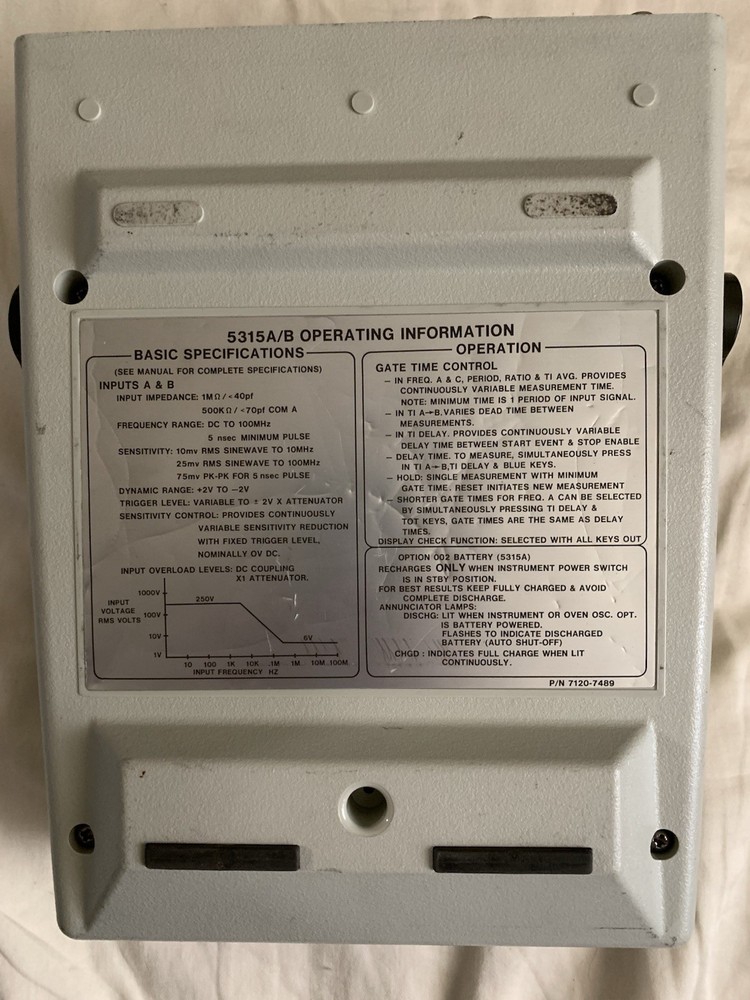 5315A/B OPERATING INFORMATION
BASIC SPECIFICATIONS
(SEE MANUAL FOR COMPLETE SPECIFICATIONS)
INPUTS A & B
INPUT IMPEDANCE: 1MΩ/<40pf
500KΩ/<70pf COM A
FREQUENCY RANGE: DC TO 100MHz
5 nsec MINIMUM PULSE
SENSITIVITY: 10mv RMS SINEWAVE TO 10MHz
25mv RMS SINEWAVE TO 100MHz
75mv PK-PK FOR 5 nsec PULSE
DYNAMIC RANGE: +2V TO -2V
TRIGGER LEVEL: VARIABLE TO ± 2V X ATTENUATOR
SENSITIVITY CONTROL: PROVIDES CONTINUOUSLY
VARIABLE SENSITIVITY REDUCTION
WITH FIXED TRIGGER LEVEL,
NOMINALLY OV DC.
INPUT OVERLOAD LEVELS: DC COUPLING
X1 ATTENUATOR.
1000V
100V
10V
1V
INPUT
VOLTAGE
RMS VOLTS
250V
6V
10 100 1K 10K .1M 1M 10M 100M
INPUT FREQUENCY HZ
OPERATION
GATE TIME CONTROL
– IN FREQ. A & C, PERIOD, RATIO & TI AVG. PROVIDES
CONTINUOUSLY VARIABLE MEASUREMENT TIME.
NOTE: MINIMUM TIME IS 1 PERIOD OF INPUT SIGNAL.
– IN TI A→B, VARIES DEAD TIME BETWEEN
MEASUREMENTS.
– IN TI DELAY. PROVIDES CONTINUOUSLY VARIABLE
DELAY TIME BETWEEN START EVENT & STOP ENABLE
– DELAY TIME. TO MEASURE, SIMULTANEOUSLY PRESS
IN TI A→B, TI DELAY & BLUE KEYS.
– HOLD: SINGLE MEASUREMENT WITH MINIMUM
GATE TIME. RESET INITIATES NEW MEASUREMENT
– SHORTER GATE TIMES FOR FREQ. A CAN BE SELECTED
BY SIMULTANEOUSLY PRESSING TI DELAY &
TOT KEYS, GATE TIMES ARE THE SAME AS DELAY
TIMES.
DISPLAY CHECK FUNCTION: SELECTED WITH ALL KEYS OUT
OPTION 002 BATTERY (5315A)
RECHARGES ONLY WHEN INSTRUMENT POWER SWITCH
IS IN STBY POSITION.
FOR BEST RESULTS KEEP FULLY CHARGED & AVOID
COMPLETE DISCHARGE.
ANNUNCIATOR LAMPS:
DISCHG: LIT WHEN INSTRUMENT OR OVEN OSC. OPT.
IS BATTERY POWERED.
FLASHES TO INDICATE DISCHARGED
BATTERY (AUTO SHUT-OFF)
CHGD : INDICATES FULL CHARGE WHEN LIT
CONTINUOUSLY.
P/N 7120-7489